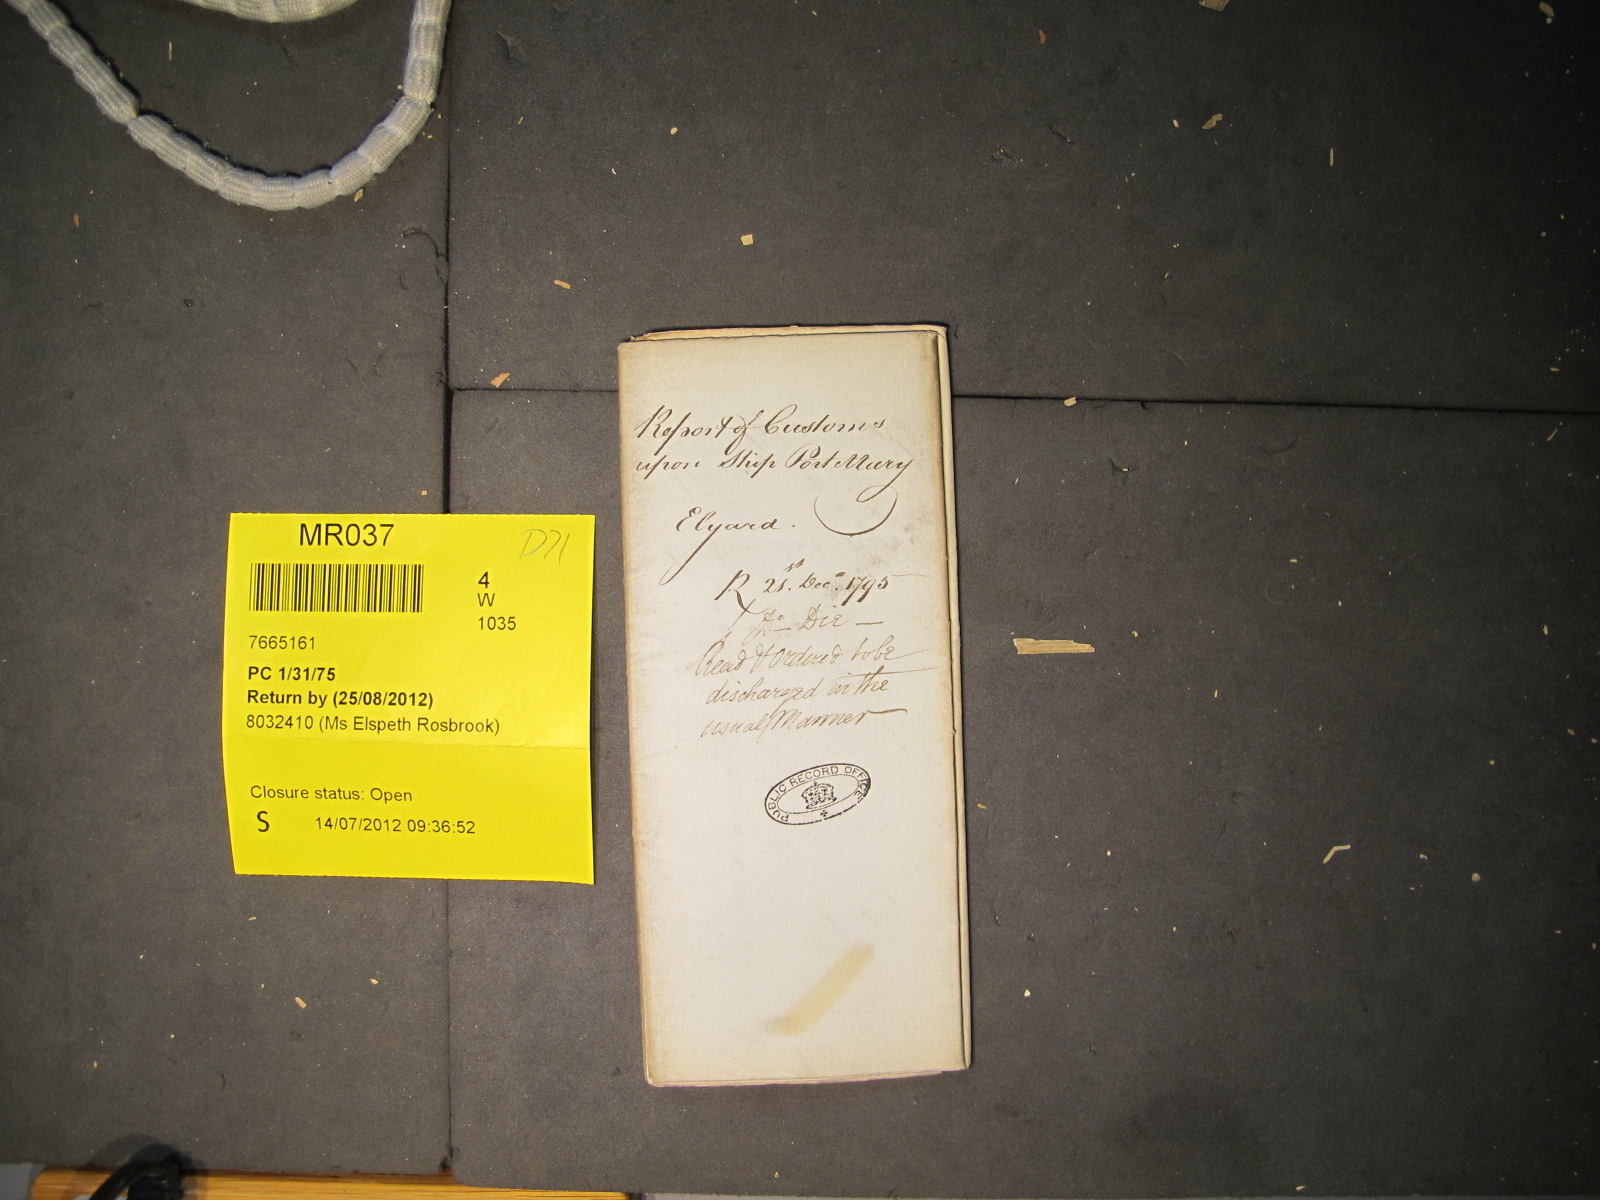 MR037
D71
4
W
1035
7665161
PC 1/31/75
Return by (25/08/2012)
8032410 (Ms Elspeth Rosbrook)
Closure status: Open
S 14/07/2012 09:36:52
Report of Customs
upon Ship Port Mary
Elyard.
R 21st. Decr. 1795
Do Die
Read & ordered to be
discharged in the
usual Manner
PUBLIC RECORD OFFICE